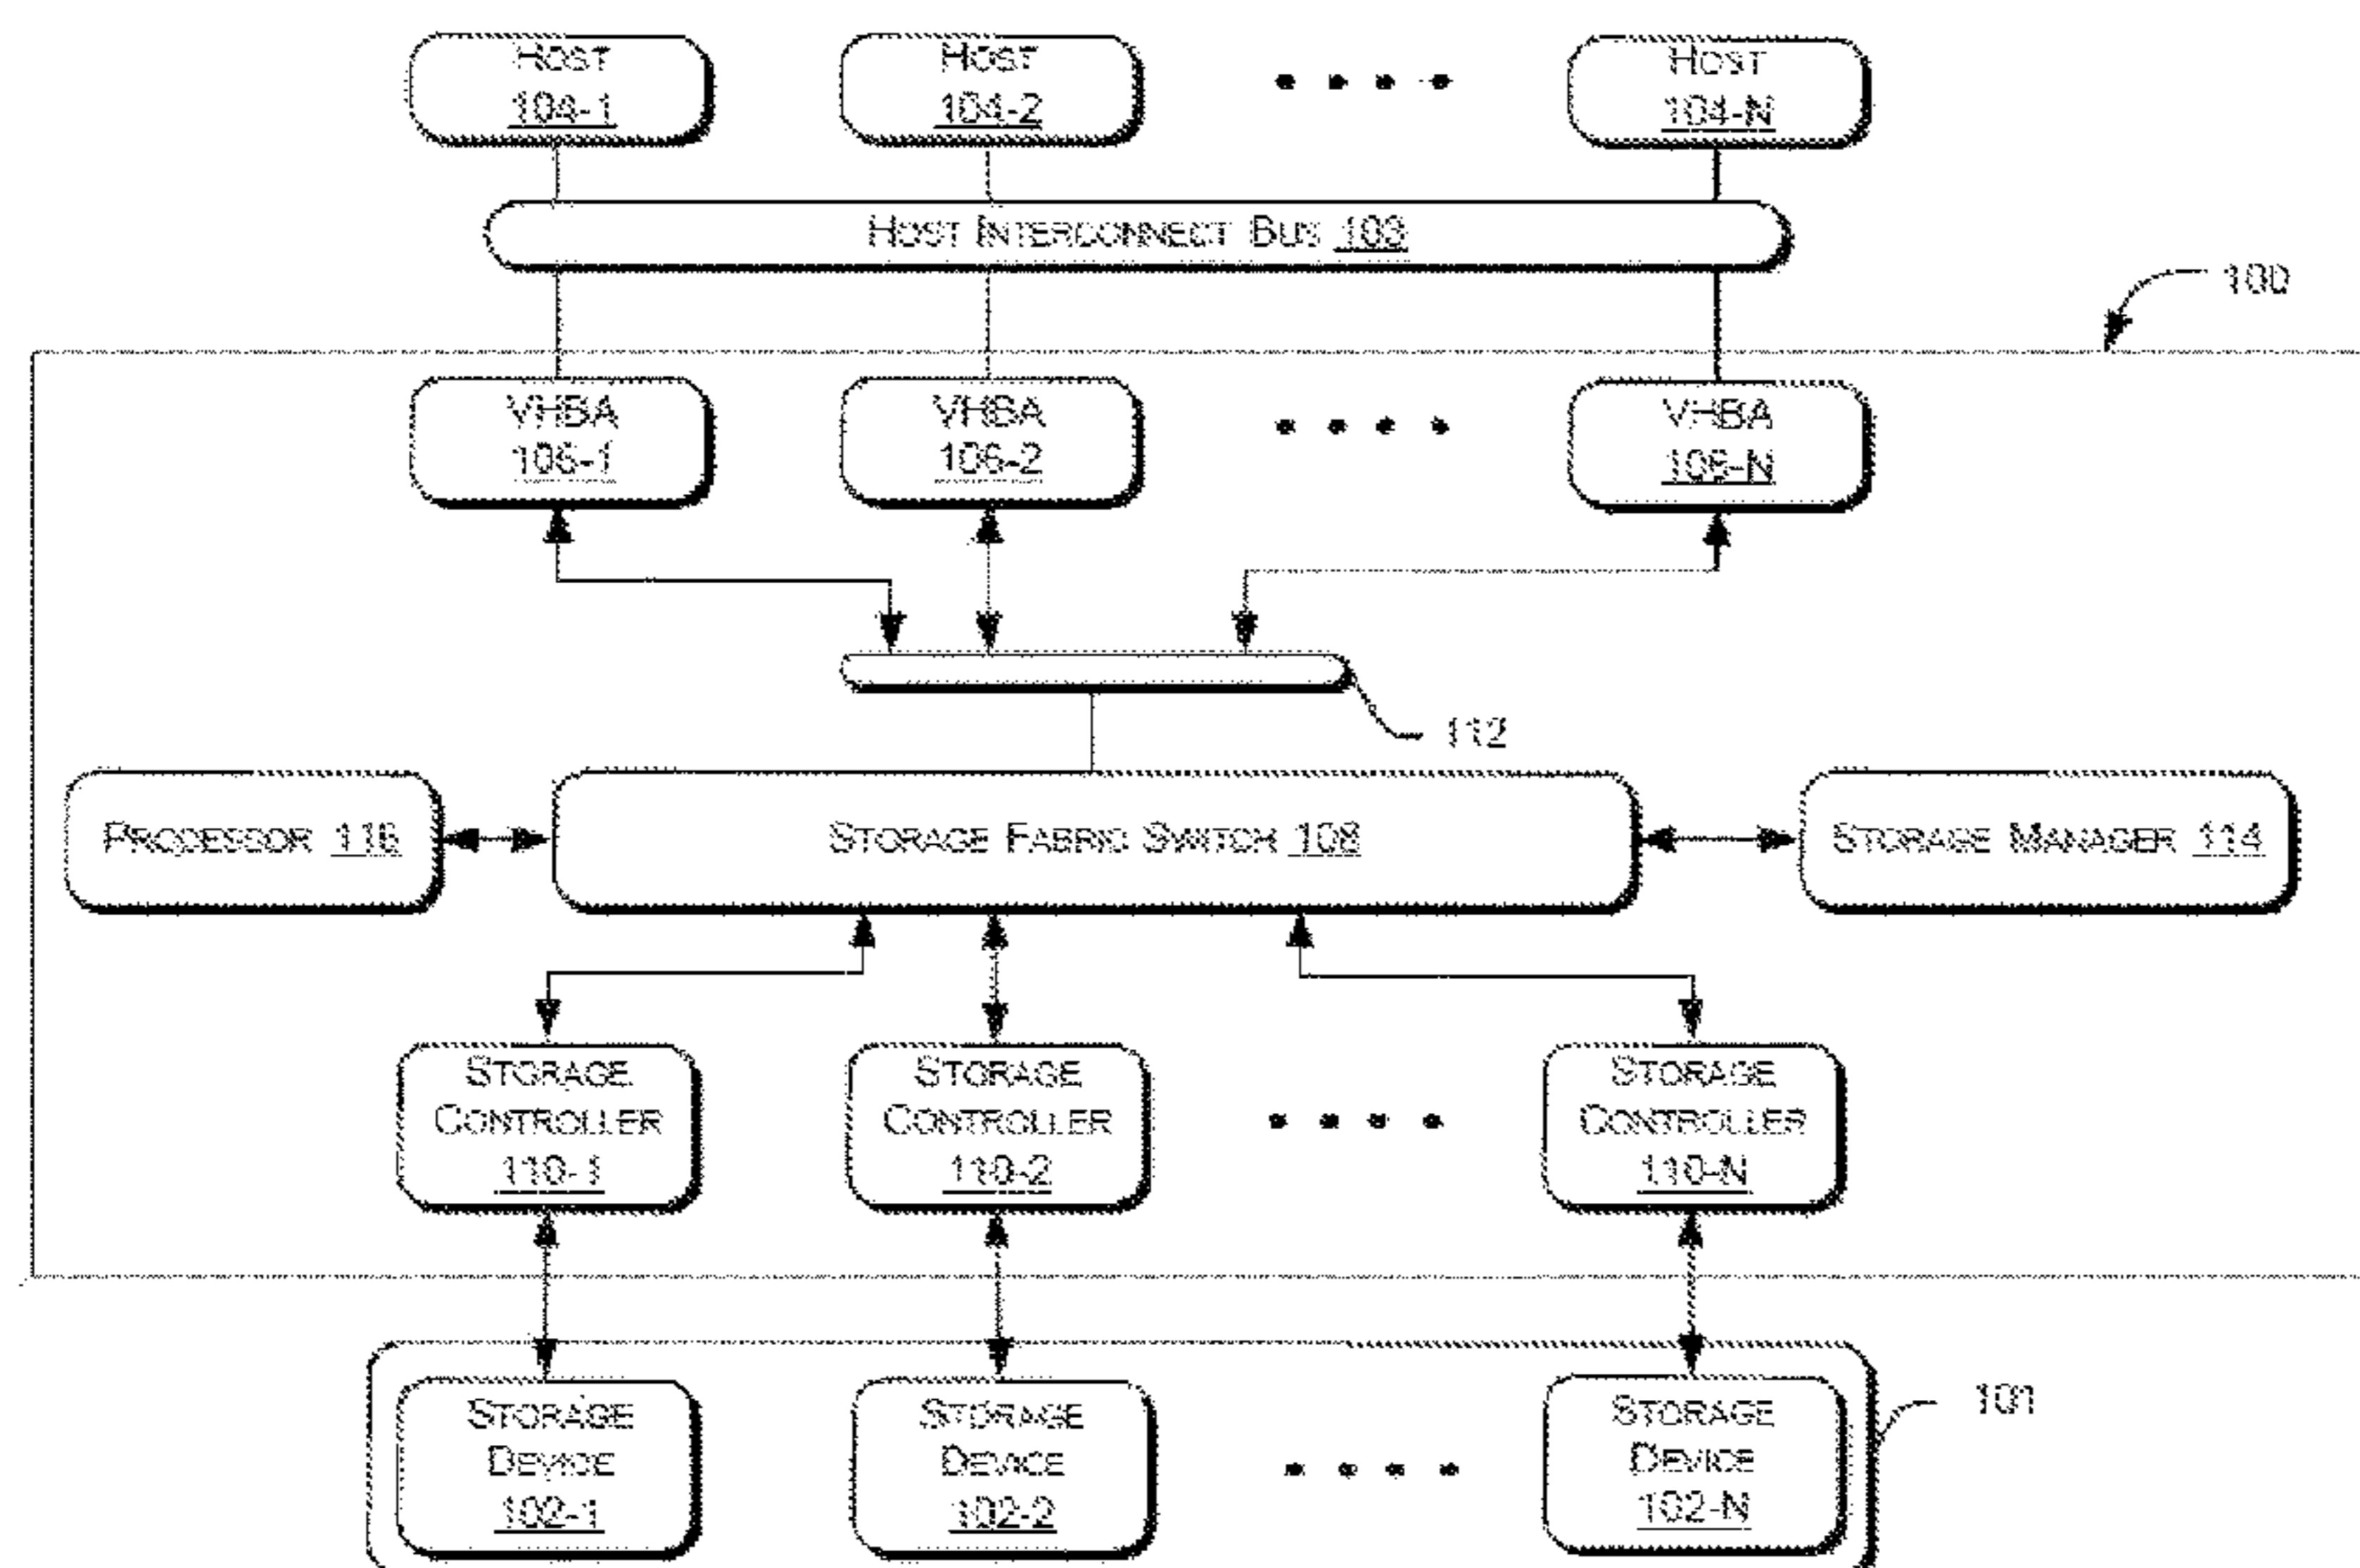 HOST
104-1
HOST
104-2
HOST
104-N
HOST INTERCONNECT BUS 103
100
VHBA
106-1
VHBA
106-2
VHBA
106-N
112
PROCESSOR 116
STORAGE FABRIC SWITCH 108
STORAGE MANAGER 114
STORAGE
CONTROLLER
110-1
STORAGE
CONTROLLER
110-2
STORAGE
CONTROLLER
110-N
STORAGE
DEVICE
102-1
STORAGE
DEVICE
102-2
STORAGE
DEVICE
102-N
101